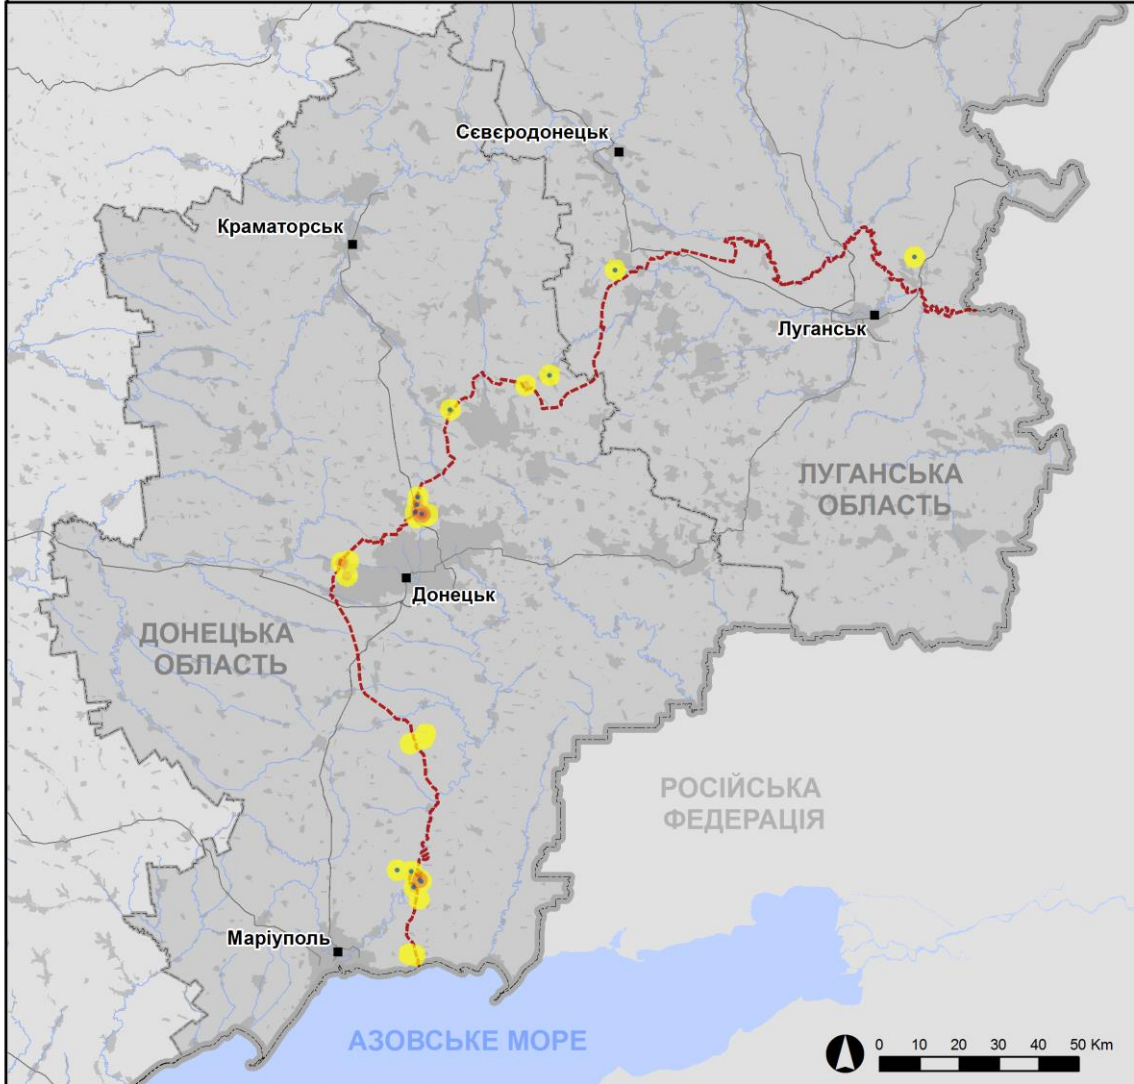 Сєвєродонецьк
Краматорськ
Луганськ
ЛУГАНСЬКА
ОБЛАСТЬ
Донецьк
ДОНЕЦЬКА
ОБЛАСТЬ
РОСІЙСЬКА
ФЕДЕРАЦІЯ
Маріуполь
АЗОВСЬКЕ МОРЕ
0 10 20 30 40 50 Km